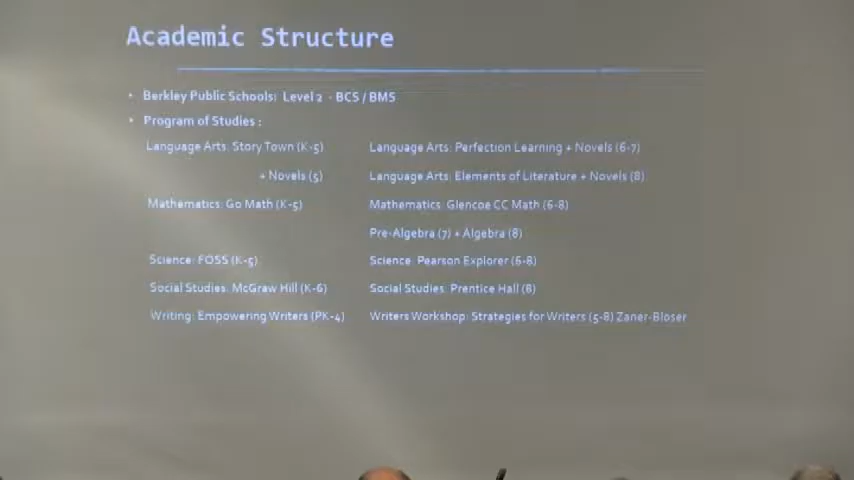 Academic Structure
• Berkley Public Schools: Level 2 - BCS / BMS
• Program of Studies :
Language Arts: Story Town (K-5) Language Arts: Perfection Learning + Novels (6-7)
+ Novels (5) Language Arts: Elements of Literature + Novels (8)
Mathematics: Go Math (K-5) Mathematics: Glencoe CC Math (6-8)
Pre-Algebra (7) + Algebra (8)
Science: FOSS (K-5) Science: Pearson Explorer (6-8)
Social Studies: McGraw Hill (K-6) Social Studies: Prentice Hall (8)
Writing: Empowering Writers (PK-4) Writers Workshop: Strategies for Writers (5-8) Zaner-Bloser